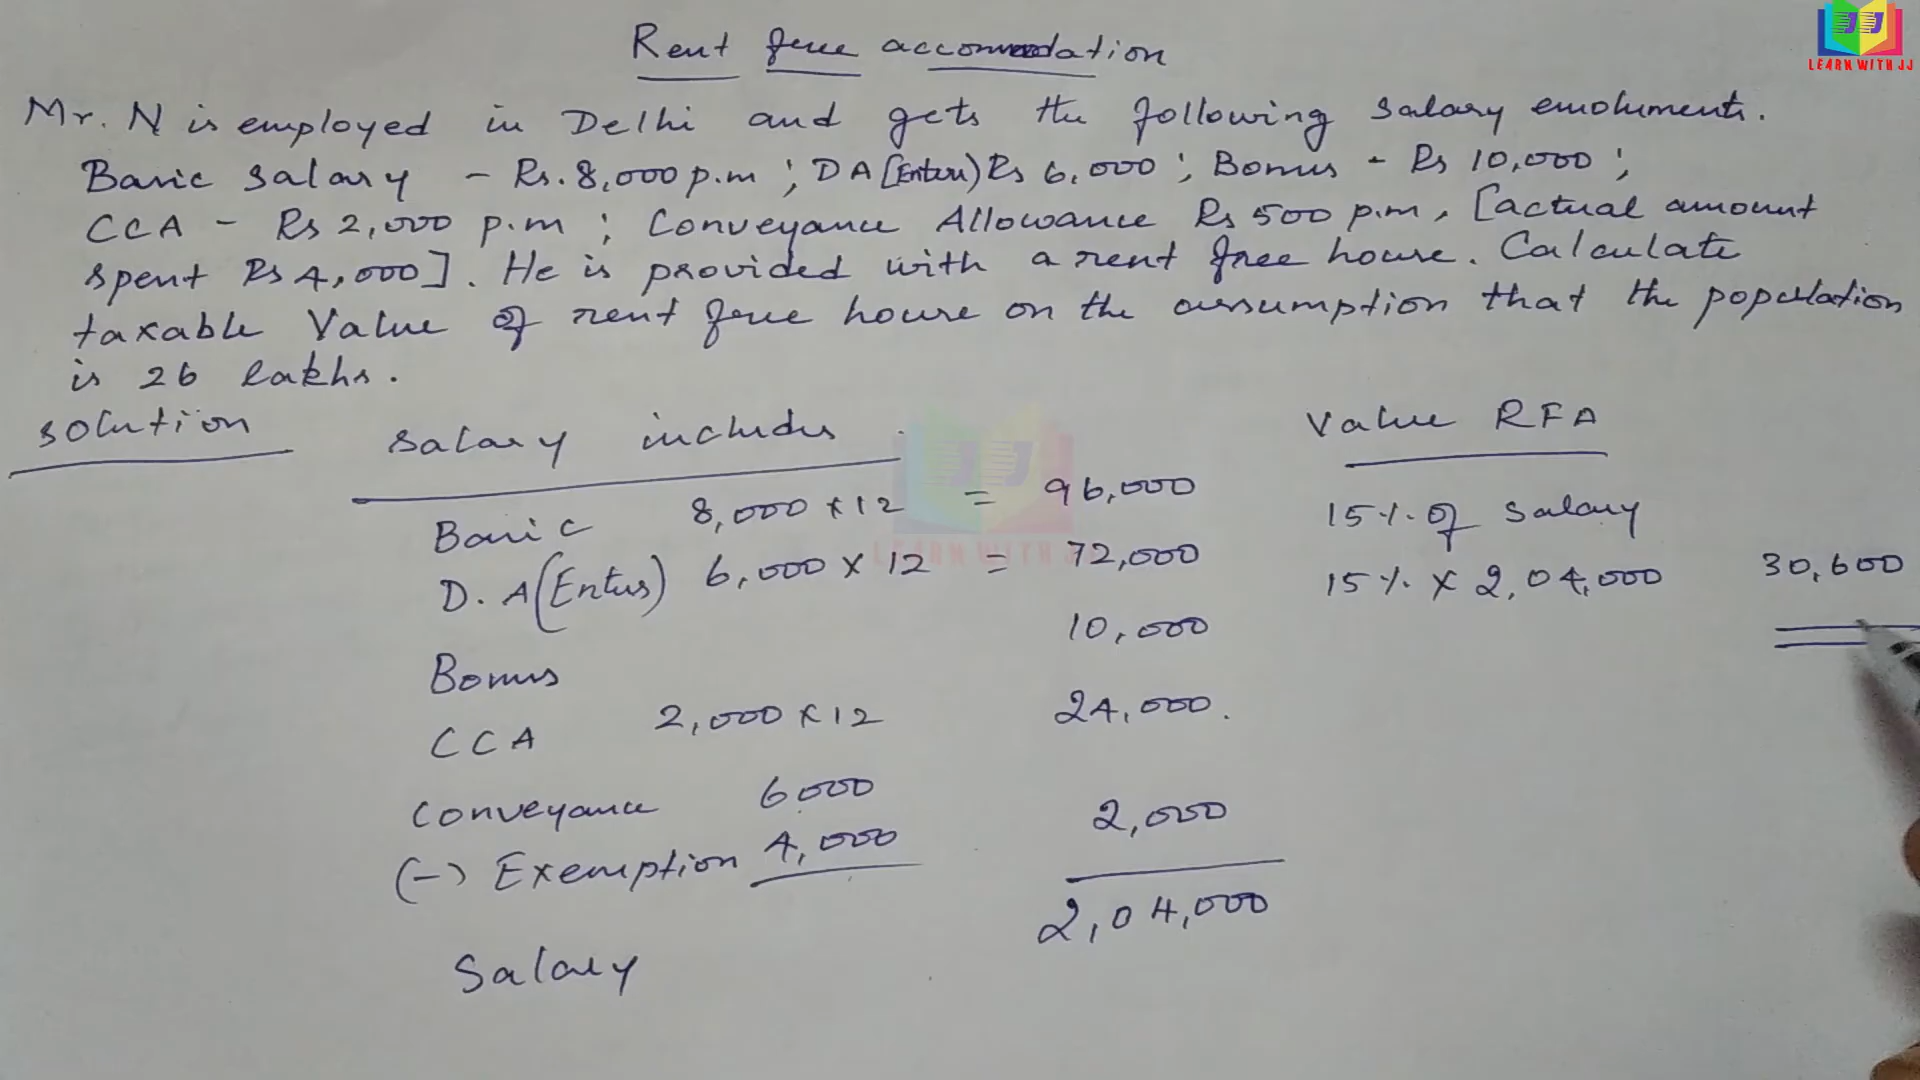 Rent free accommodation
LEARN WITH JJ
Mr. N is employed in Delhi and gets the following salary emoluments.
Basic salary - Rs. 8,000 p.m ; DA [Enters) Rs 6,000 ; Bonus - Rs 10,000 ;
CCA - Rs 2,000 p.m ; Conveyance Allowance Rs 500 p.m, [actual amount
spent Rs 4,000]. He is provided with a rent free house. Calculate
taxable Value of rent free house on the assumption that the population
is 26 lakhs.
Solution
Salary includes
Basic 8,000 x 12 = 96,000
D.A (Enters) 6,000 x 12 = 72,000
Bonus 10,000
CCA 2,000 x 12 24,000.
Conveyance 6000
(-) Exemption 4,000 2,000
Salary 2,04,000
Value RFA
15% of salary
15% x 2,04,000 30,600
LEARN WITH JJ